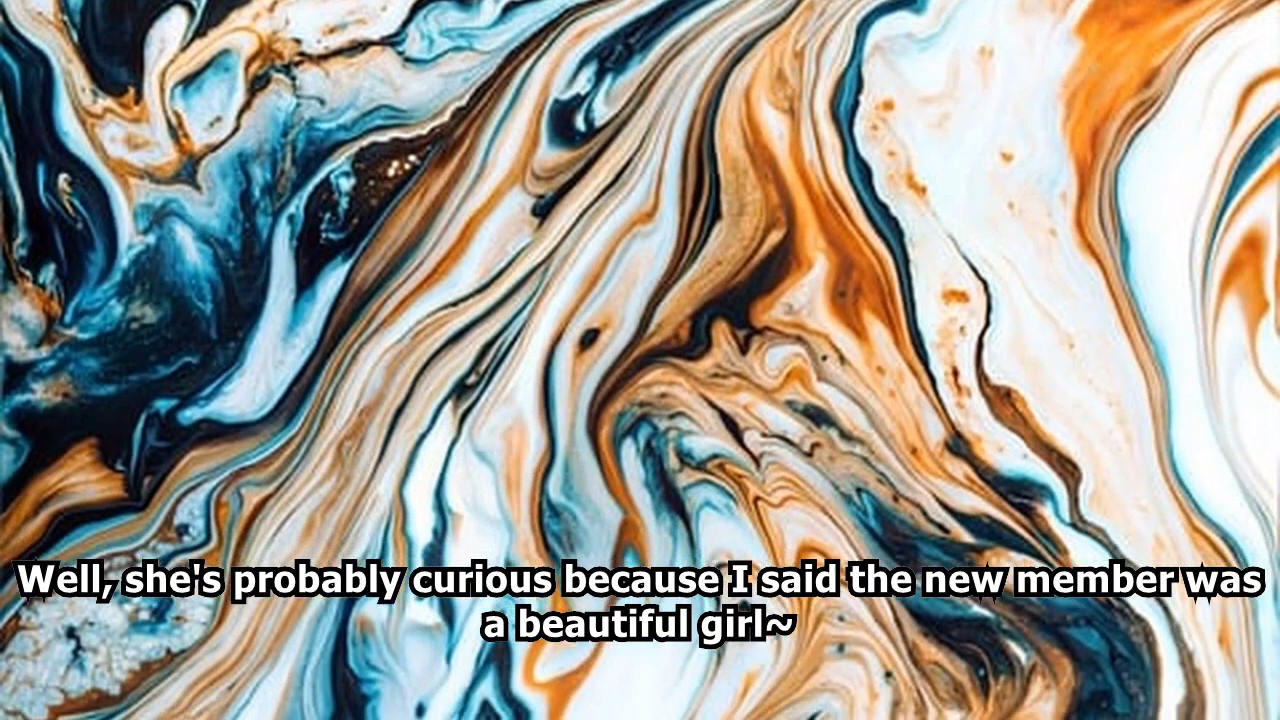 Well, she's probably curious because I said the new member was
a beautiful girl~